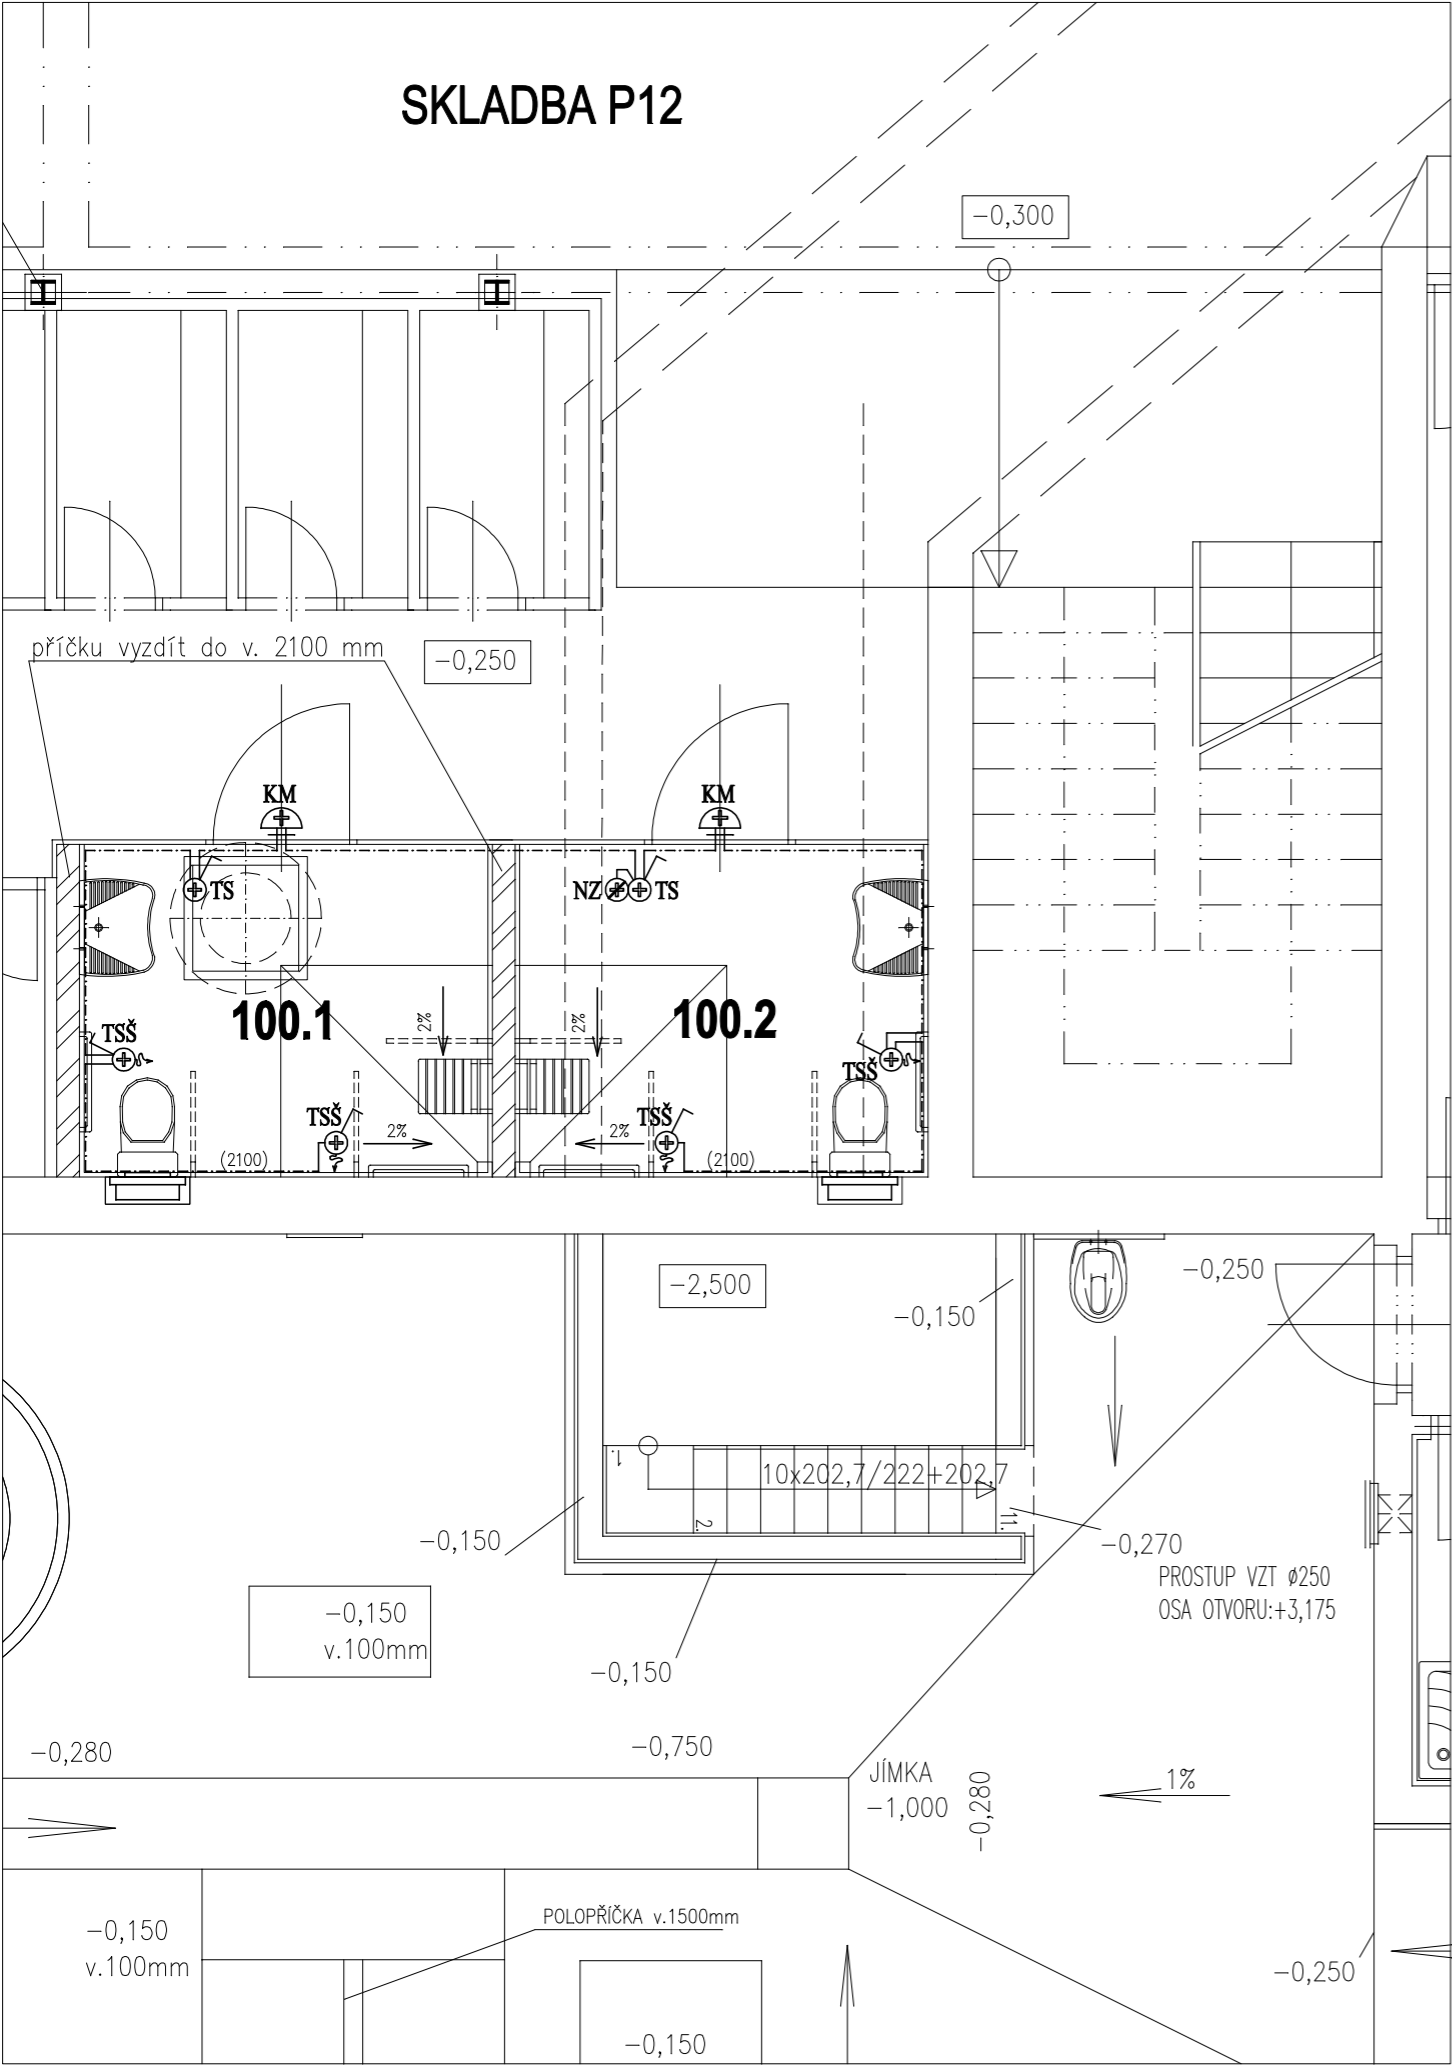 SKLADBA P12
-0,300
příčku vyzdít do v. 2100 mm
-0,250
KM
KM
TS
NZ
TS
100.1
100.2
2%
2%
TSŠ
TSŠ
TSŠ
TSŠ
2%
2%
(2100)
(2100)
-2,500
-0,250
-0,150
1.
10x202,7/222+202,7
2.
11.
-0,150
-0,270
PROSTUP VZT ø250
OSA OTVORU:+3,175
-0,150
v.100mm
-0,150
-0,280
-0,750
JÍMKA
-1,000
-0,280
1%
POLOPŘÍČKA v.1500mm
-0,150
v.100mm
-0,250
-0,150